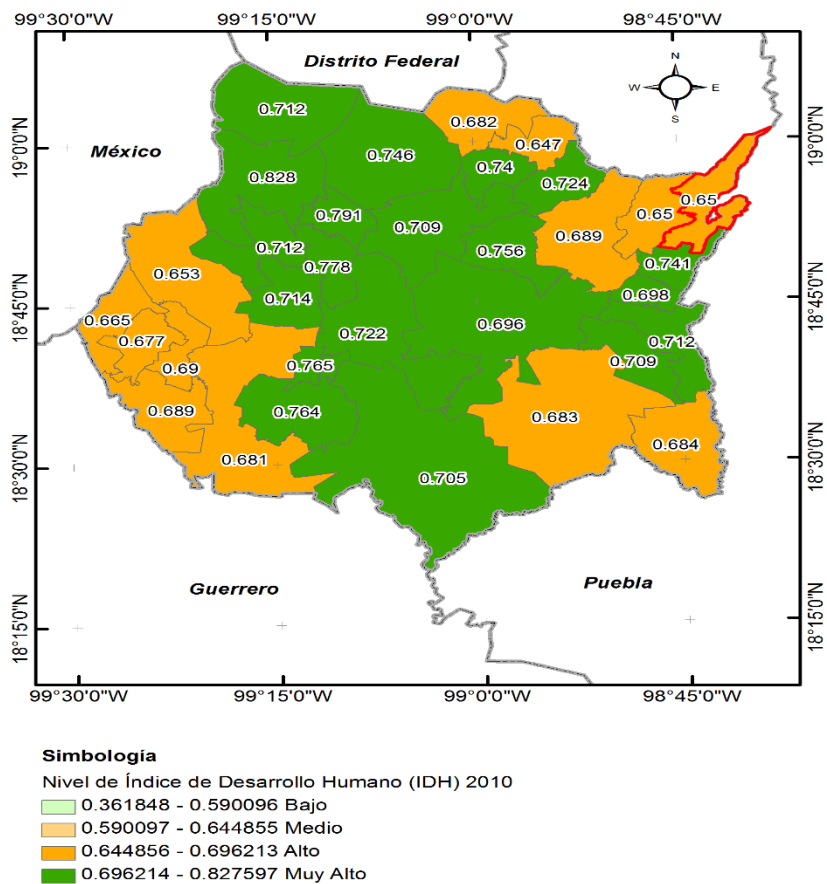 99°30'0"W 99°15'0"W 99°0'0"W 98°45'0"W
Distrito Federal
N
W E
S
México
19°0'0"N
19°0'0"N
0.712
0.682
0.647
0.746
0.74
0.724
0.828
0.65
0.65
0.791
0.709
0.689
0.712
0.756
0.778
0.741
0.653
0.714
0.698
18°45'0"N
18°45'0"N
0.665
0.677
0.722
0.696
0.712
0.69
0.765
0.709
0.689
0.764
0.683
0.684
0.681
0.705
18°30'0"N
18°30'0"N
Guerrero
Puebla
18°15'0"N
18°15'0"N
99°30'0"W 99°15'0"W 99°0'0"W 98°45'0"W
Simbología
Nivel de Índice de Desarrollo Humano (IDH) 2010
0.361848 - 0.590096 Bajo
0.590097 - 0.644855 Medio
0.644856 - 0.696213 Alto
0.696214 - 0.827597 Muy Alto